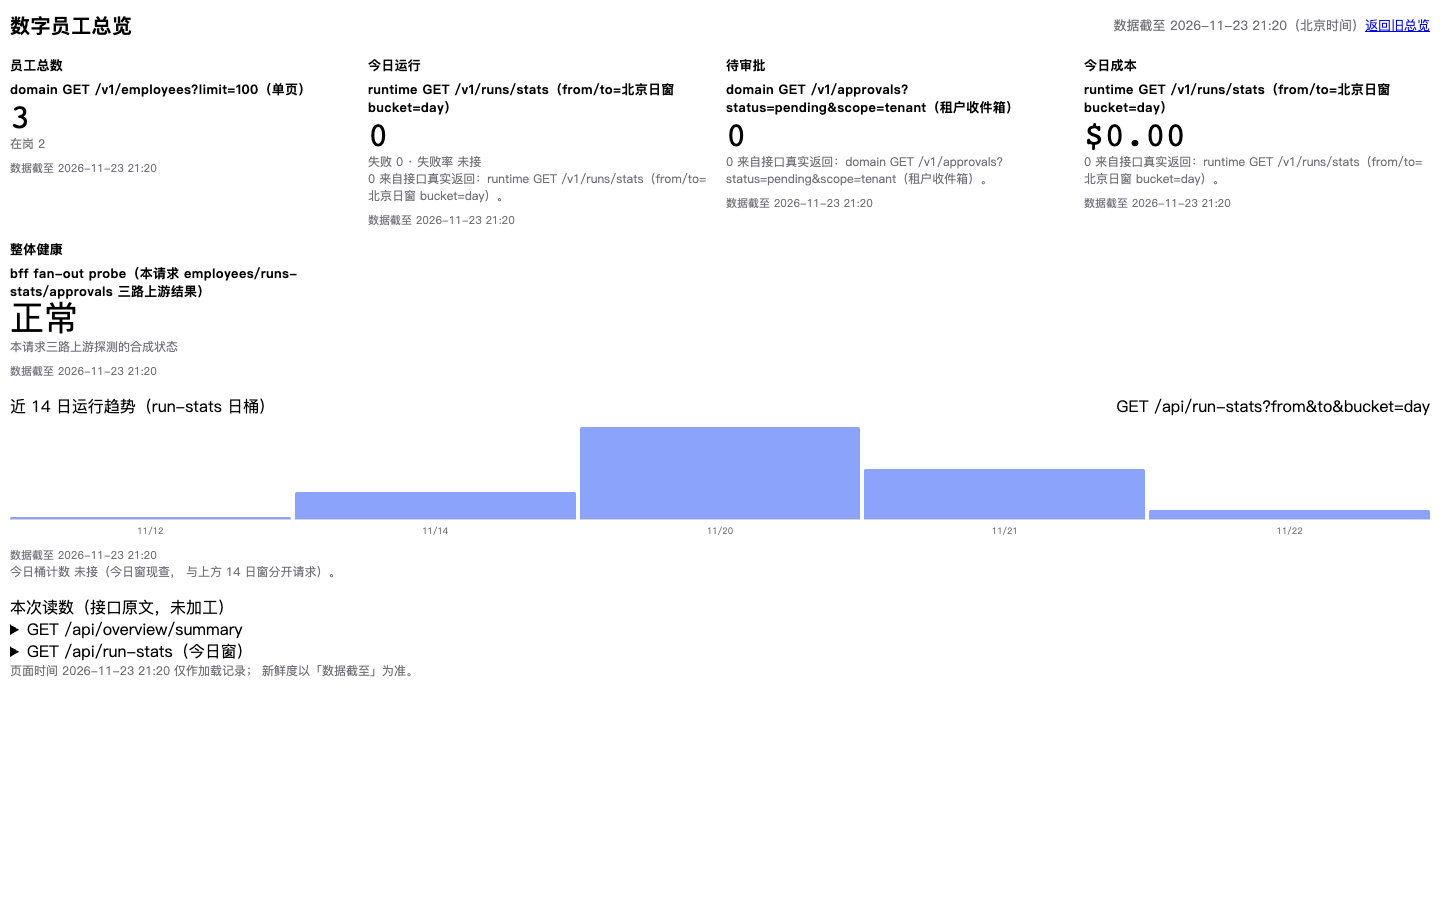 数字员工总览
数据截至 2026-11-23 21:20（北京时间）返回旧总览
员工总数
domain GET /v1/employees?limit=100（单页）
3
在岗 2
数据截至 2026-11-23 21:20
今日运行
runtime GET /v1/runs/stats（from/to=北京日窗
bucket=day）
0
失败 0 · 失败率 未接
0 来自接口真实返回：runtime GET /v1/runs/stats（from/to=
北京日窗 bucket=day）。
数据截至 2026-11-23 21:20
待审批
domain GET /v1/approvals?
status=pending&scope=tenant（租户收件箱）
0
0 来自接口真实返回：domain GET /v1/approvals?
status=pending&scope=tenant（租户收件箱）。
数据截至 2026-11-23 21:20
今日成本
runtime GET /v1/runs/stats（from/to=北京日窗
bucket=day）
$0.00
0 来自接口真实返回：runtime GET /v1/runs/stats（from/to=
北京日窗 bucket=day）。
数据截至 2026-11-23 21:20
整体健康
bff fan-out probe（本请求 employees/runs-
stats/approvals 三路上游结果）
正常
本请求三路上游探测的合成状态
数据截至 2026-11-23 21:20
近 14 日运行趋势（run-stats 日桶）
GET /api/run-stats?from&to&bucket=day
11/12
11/14
11/20
11/21
11/22
数据截至 2026-11-23 21:20
今日桶计数 未接（今日窗现查， 与上方 14 日窗分开请求）。
本次读数（接口原文，未加工）
▶ GET /api/overview/summary
▶ GET /api/run-stats（今日窗）
页面时间 2026-11-23 21:20 仅作加载记录； 新鲜度以「数据截至」为准。